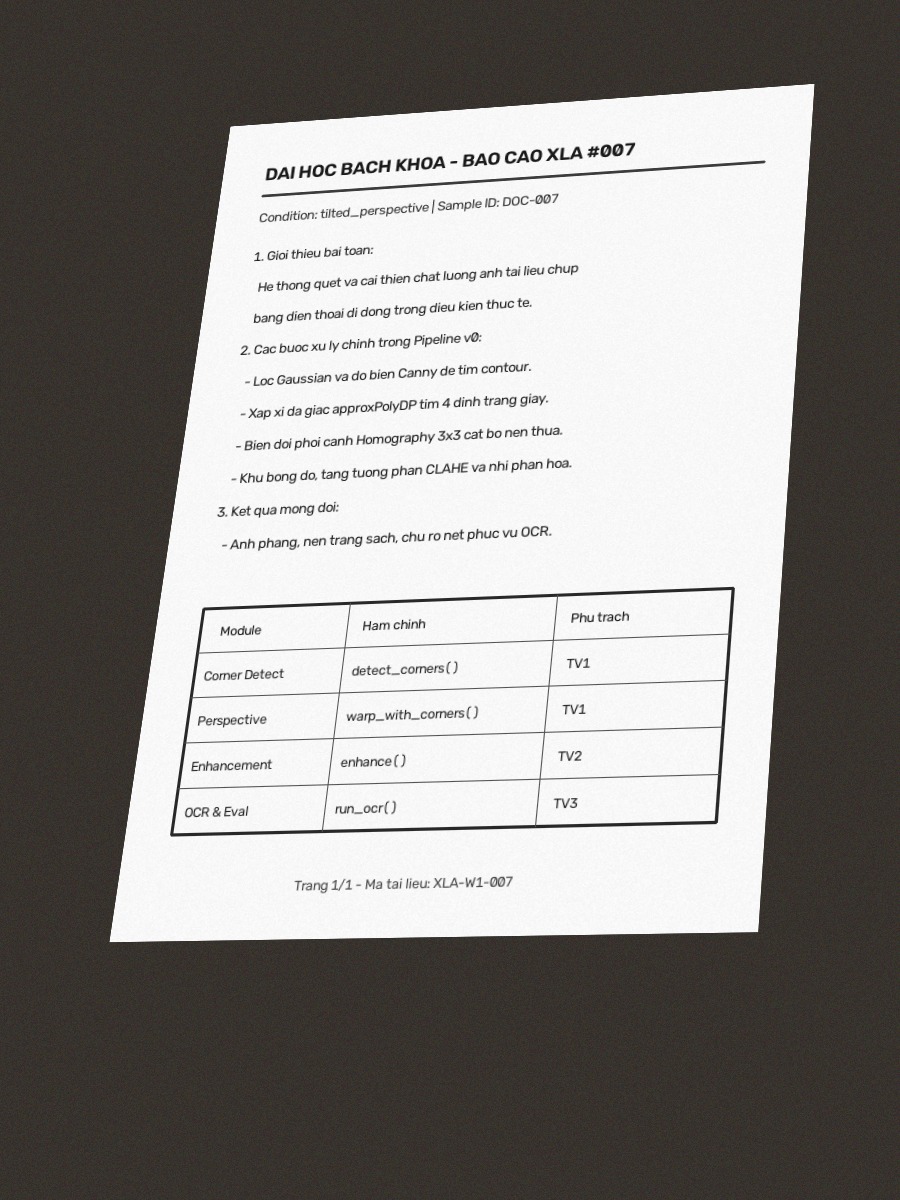 DAI HOC BACH KHOA - BAO CAO XLA #007
Condition: tilted_perspective | Sample ID: DOC-007
1. Gioi thieu bai toan:
He thong quet va cai thien chat luong anh tai lieu chup
bang dien thoai di dong trong dieu kien thuc te.
2. Cac buoc xu ly chinh trong Pipeline v0:
- Loc Gaussian va do bien Canny de tim contour.
- Xap xi da giac approxPolyDP tim 4 dinh trang giay.
- Bien doi phoi canh Homography 3x3 cat bo nen thua.
- Khu bong do, tang tuong phan CLAHE va nhi phan hoa.
3. Ket qua mong doi:
- Anh phang, nen trang sach, chu ro net phuc vu OCR.
Module Ham chinh Phu trach
Corner Detect detect_corners() TV1
Perspective warp_with_corners() TV1
Enhancement enhance() TV2
OCR & Eval run_ocr() TV3
Trang 1/1 - Ma tai lieu: XLA-W1-007